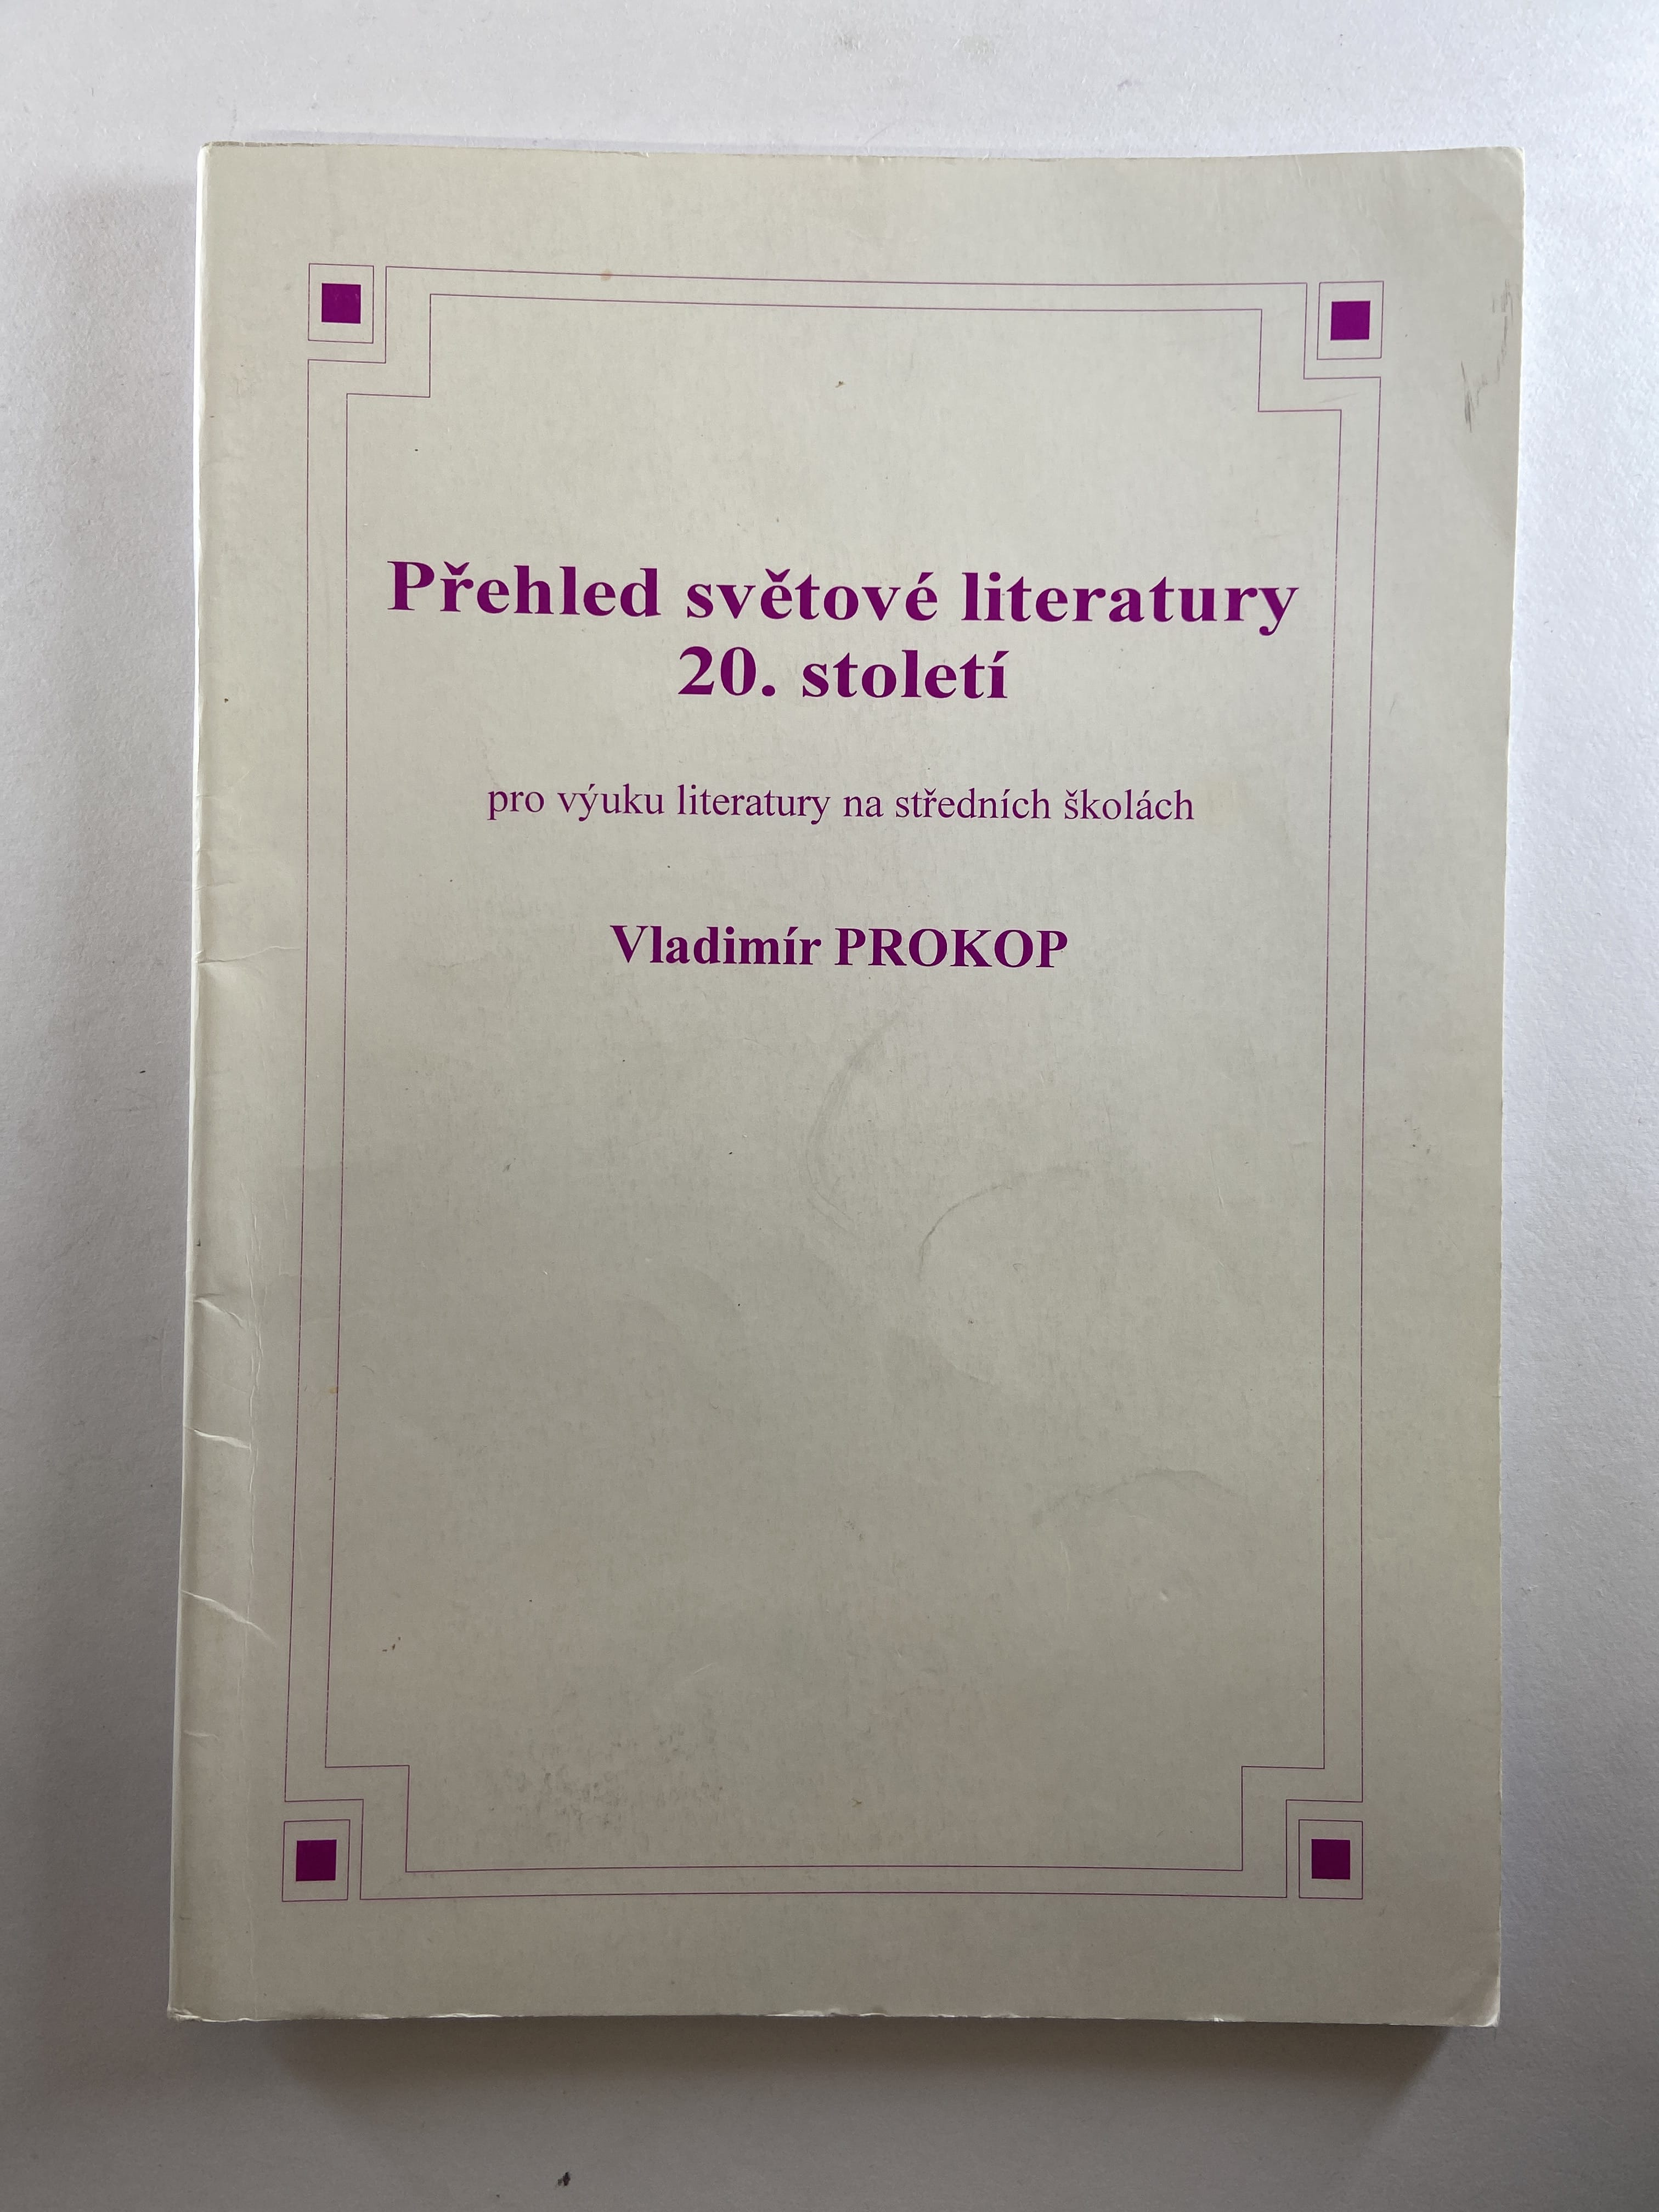 Přehled světové literatury
20. století
pro výuku literatury na středních školách
Vladimír PROKOP